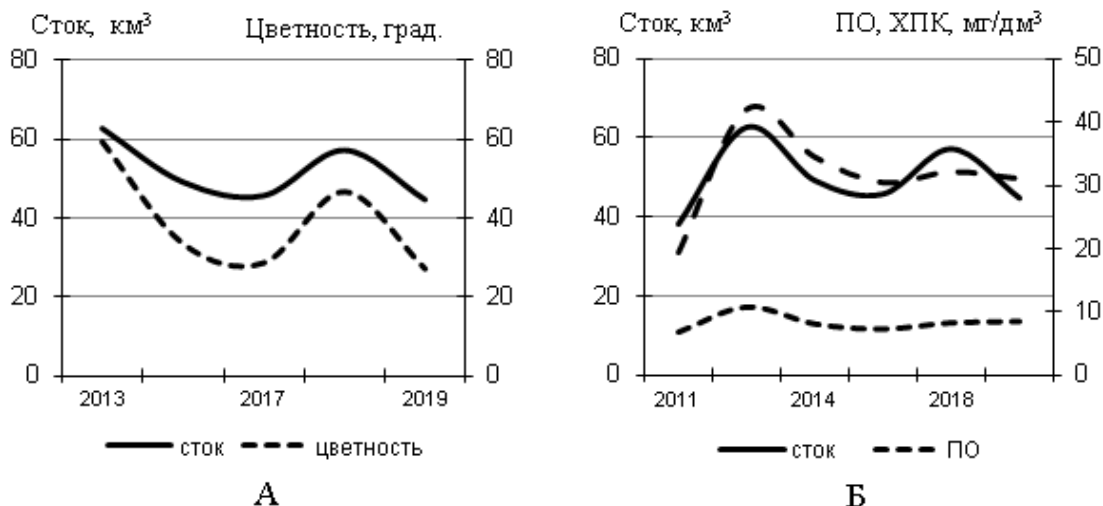 Сток, км³ Цветность, град.
80 80
60 60
40 40
20 20
0 0
2013 2017 2019
сток цветность
А
Сток, км³ ПО, ХПК, мг/дм³
80 50
60 40
40 30
20 20
0 10
0
2011 2014 2018
сток ПО
Б